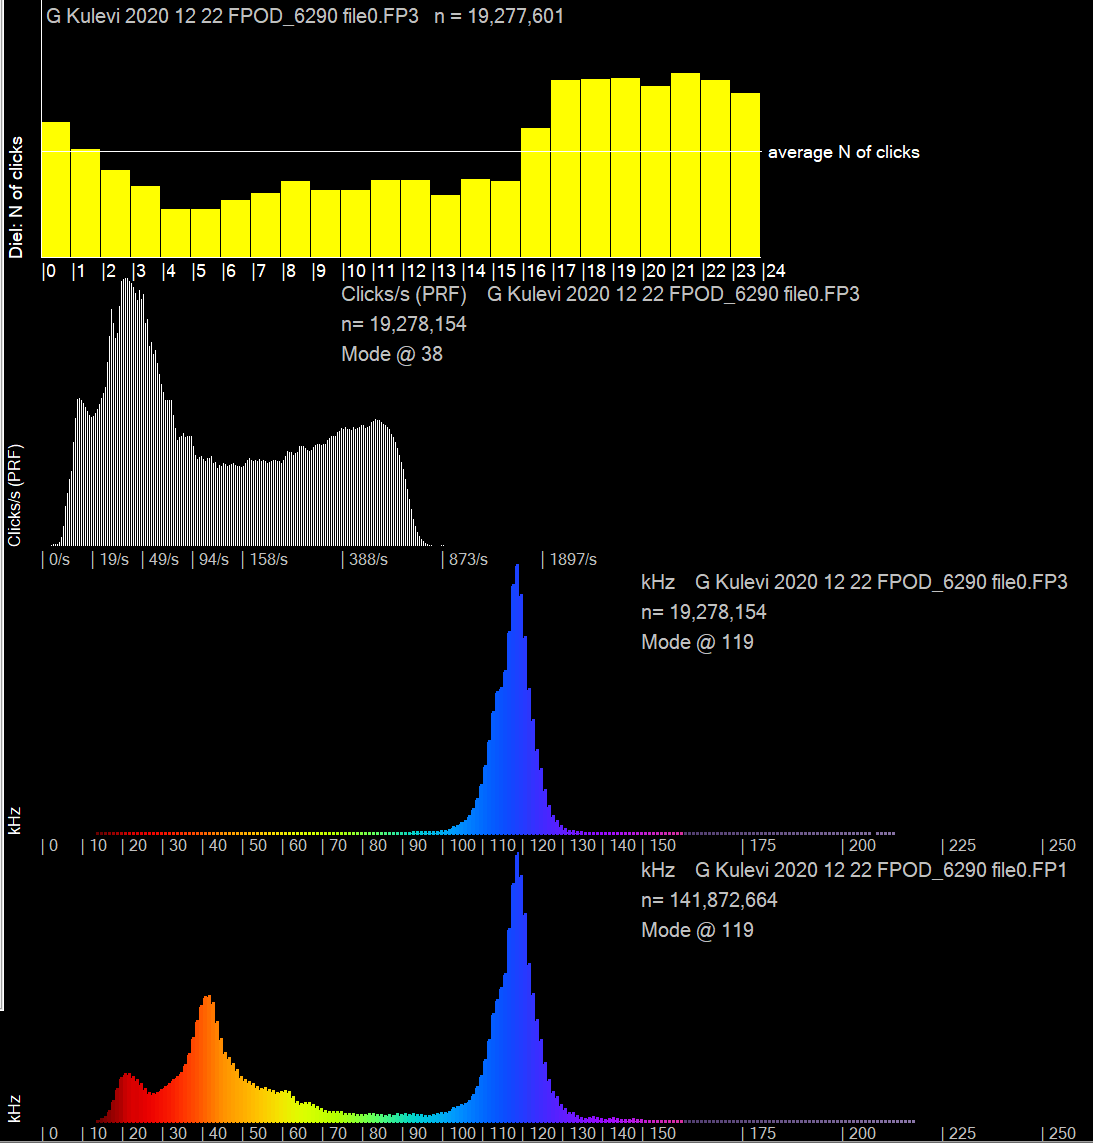 G Kulevi 2020 12 22 FPOD_6290 file0.FP3 n = 19,277,601
Diel: N of clicks
average N of clicks
|0 |1 |2 |3 |4 |5 |6 |7 |8 |9 |10 |11 |12 |13 |14 |15 |16 |17 |18 |19 |20 |21 |22 |23 |24
Clicks/s (PRF) G Kulevi 2020 12 22 FPOD_6290 file0.FP3
n= 19,278,154
Mode @ 38
Clicks/s (PRF)
| 0/s | 19/s | 49/s | 94/s | 158/s | 388/s | 873/s | 1897/s
kHz G Kulevi 2020 12 22 FPOD_6290 file0.FP3
n= 19,278,154
Mode @ 119
kHz
| 0 | 10 | 20 | 30 | 40 | 50 | 60 | 70 | 80 | 90 | 100 | 110 | 120 | 130 | 140 | 150 | 175 | 200 | 225 | 250
kHz G Kulevi 2020 12 22 FPOD_6290 file0.FP1
n= 141,872,664
Mode @ 119
kHz
| 0 | 10 | 20 | 30 | 40 | 50 | 60 | 70 | 80 | 90 | 100 | 110 | 120 | 130 | 140 | 150 | 175 | 200 | 225 | 250